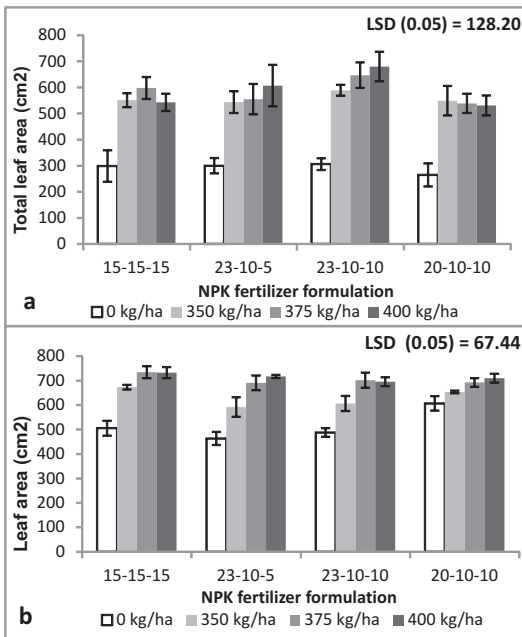 LSD (0.05) = 128.20
Total leaf area (cm2)
800
700
600
500
400
300
200
100
0
15-15-15 23-10-5 23-10-10 20-10-10
NPK fertilizer formulation
a
0 kg/ha 350 kg/ha 375 kg/ha 400 kg/ha
LSD (0.05) = 67.44
Leaf area (cm2)
800
700
600
500
400
300
200
100
0
15-15-15 23-10-5 23-10-10 20-10-10
NPK fertilizer formulation
b
0 kg/ha 350 kg/ha 375 kg/ha 400 kg/ha